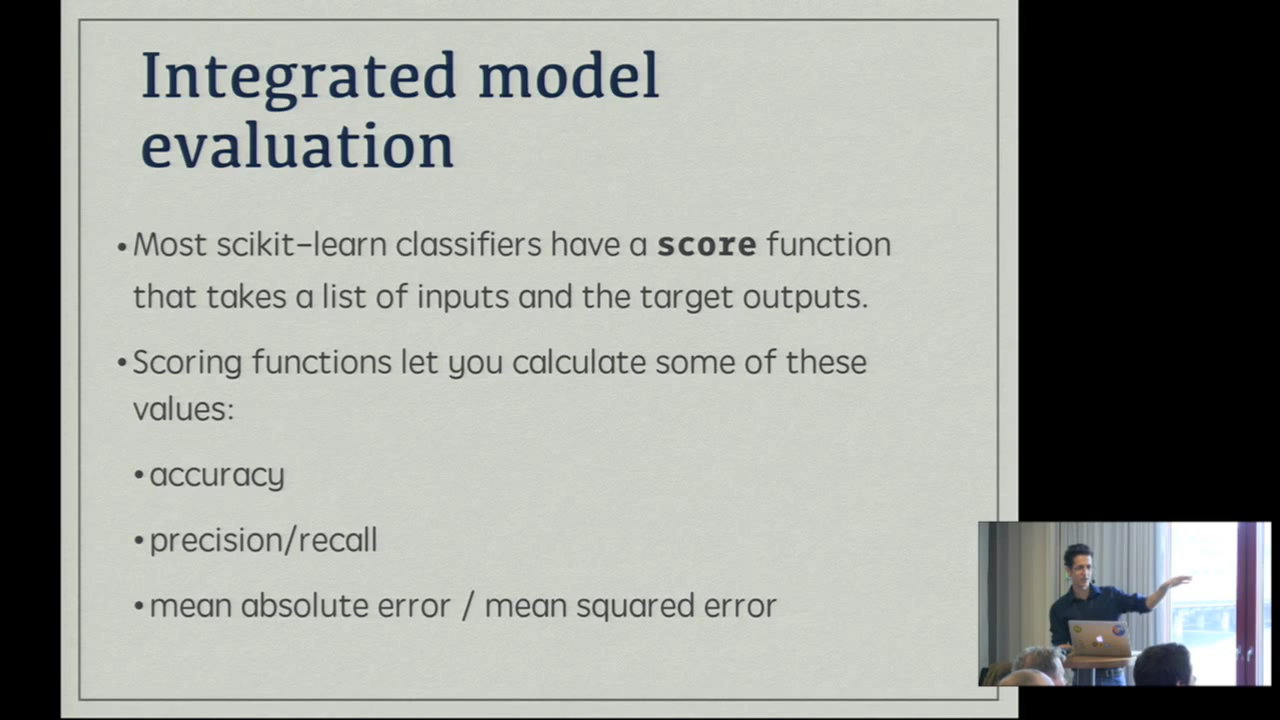 Integrated model
evaluation
• Most scikit-learn classifiers have a score function
that takes a list of inputs and the target outputs.
• Scoring functions let you calculate some of these
values:
• accuracy
• precision/recall
• mean absolute error / mean squared error